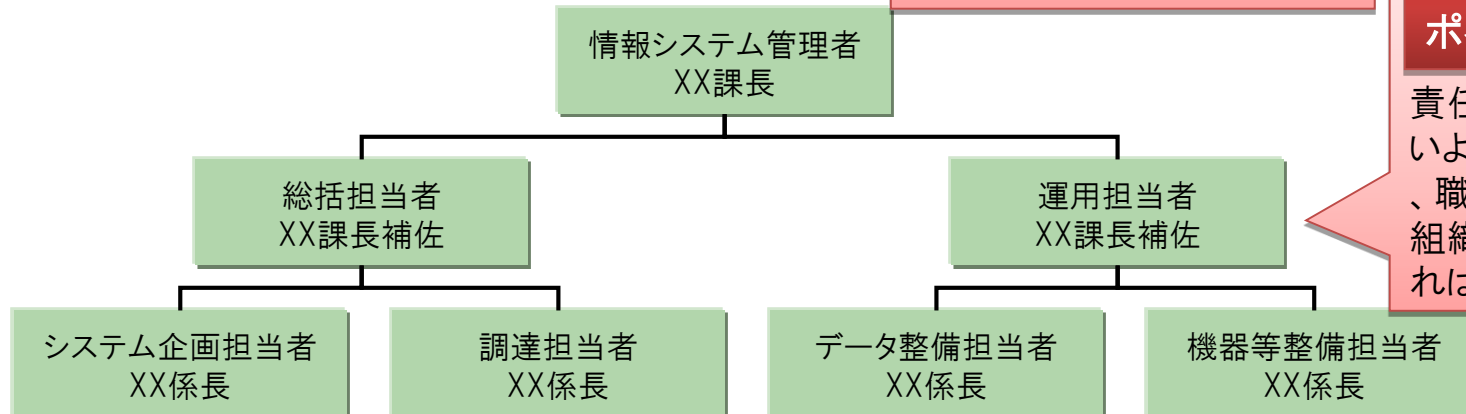 情報システム管理者
XX課長
総括担当者
XX課長補佐
運用担当者
XX課長補佐
システム企画担当者
XX係長
調達担当者
XX係長
データ整備担当者
XX係長
機器等整備担当者
XX係長
ポ
責任
いよ
、職
組織
れば